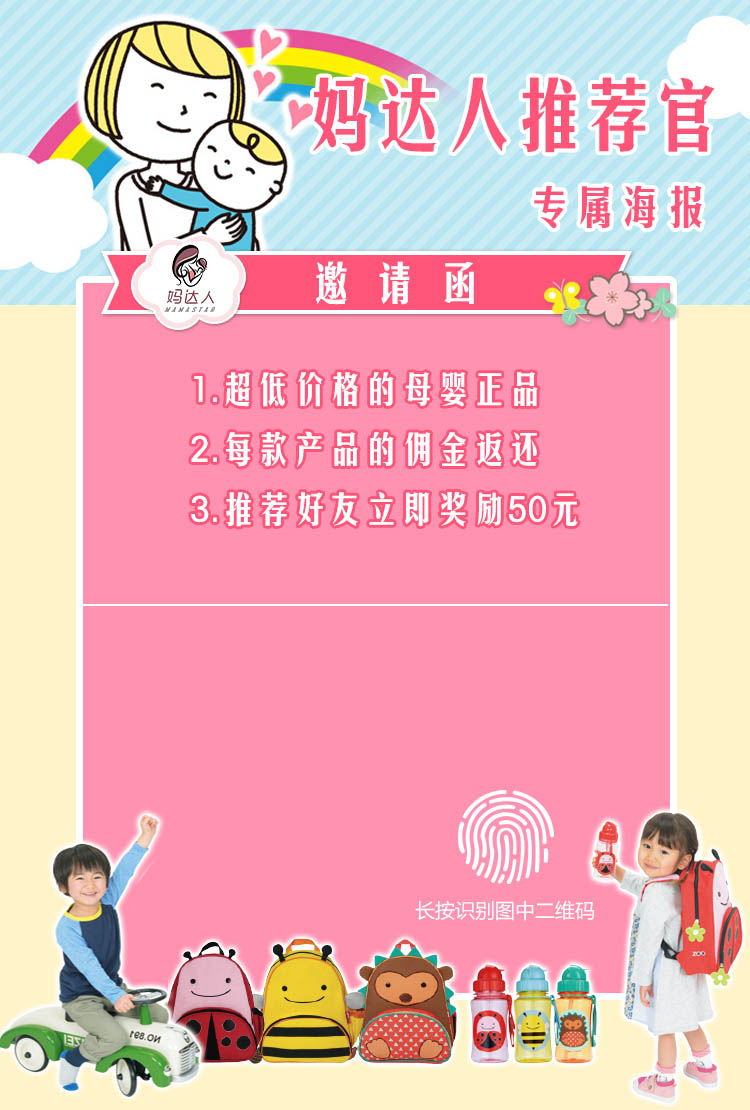 妈达人推荐官
专属海报
妈达人
MAMASTAR
邀请函
1.超低价格的母婴正品
2.每款产品的佣金返还
3.推荐好友立即奖励50元
长按识别图中二维码
ZOO
NO.891